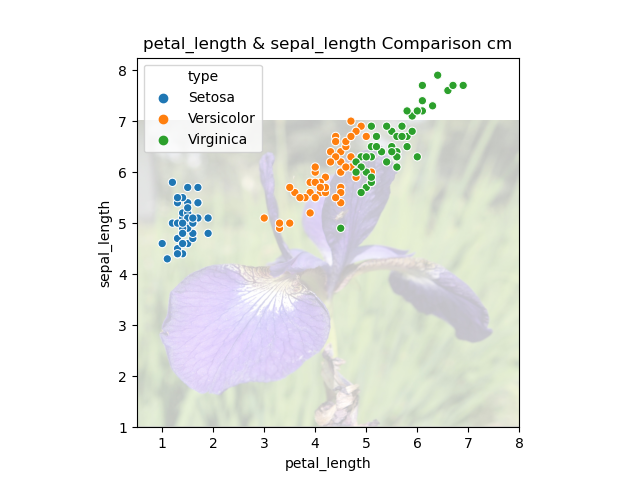 petal_length & sepal_length Comparison cm
type
Setosa
Versicolor
Virginica
8
7
6
5
4
3
2
1
sepal_length
1 2 3 4 5 6 7 8
petal_length